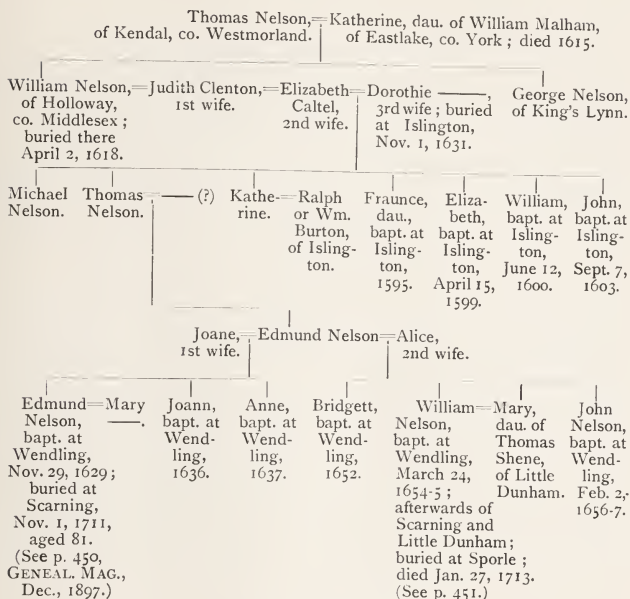 Thomas Nelson,=Katherine, dau. of William Malham,
of Kendal, co. Westmorland. of Eastlake, co. York ; died 1615.
William Nelson,=Judith Clenton,=Elizabeth=Dorothie ——, George Nelson,
of Holloway, 1st wife. Caltel, 3rd wife ; buried of King's Lynn.
co. Middlesex ; 2nd wife. at Islington,
buried there Nov. 1, 1631.
April 2, 1618.
Michael Thomas =——(?) Kathe-=Ralph Fraunce, Eliza- William, John,
Nelson. Nelson. rine. or Wm. dau., beth, bapt. at bapt. at
Burton, bapt. at bapt. at Isling- Isling-
of Isling- Isling- Isling- ton, ton,
ton. ton, ton, June 12, Sept. 7,
1595. April 15, 1600. 1603.
1599.
Joane,=Edmund Nelson=Alice,
1st wife. 2nd wife.
Edmund=Mary Joann, Anne, Bridgett, William=Mary, John
Nelson, ——. bapt. at bapt. at bapt. at Nelson, dau. of Nelson,
bapt. at Wend- Wend- Wend- bapt. at Thomas bapt. at
Wendling, ling, ling, ling, Wendling, Shene, Wend-
Nov. 29, 1629 ; 1636. 1637. 1652. March 24, of Little ling,
buried at 1654-5 ; Dunham. Feb. 2,-
Scarning, afterwards of 1656-7.
Nov. 1, 1711, Scarning and
aged 81. Little Dunham ;
(See p. 450, buried at Sporle ;
GENEAL. MAG., died Jan. 27, 1713.
Dec., 1897.) (See p. 451.)